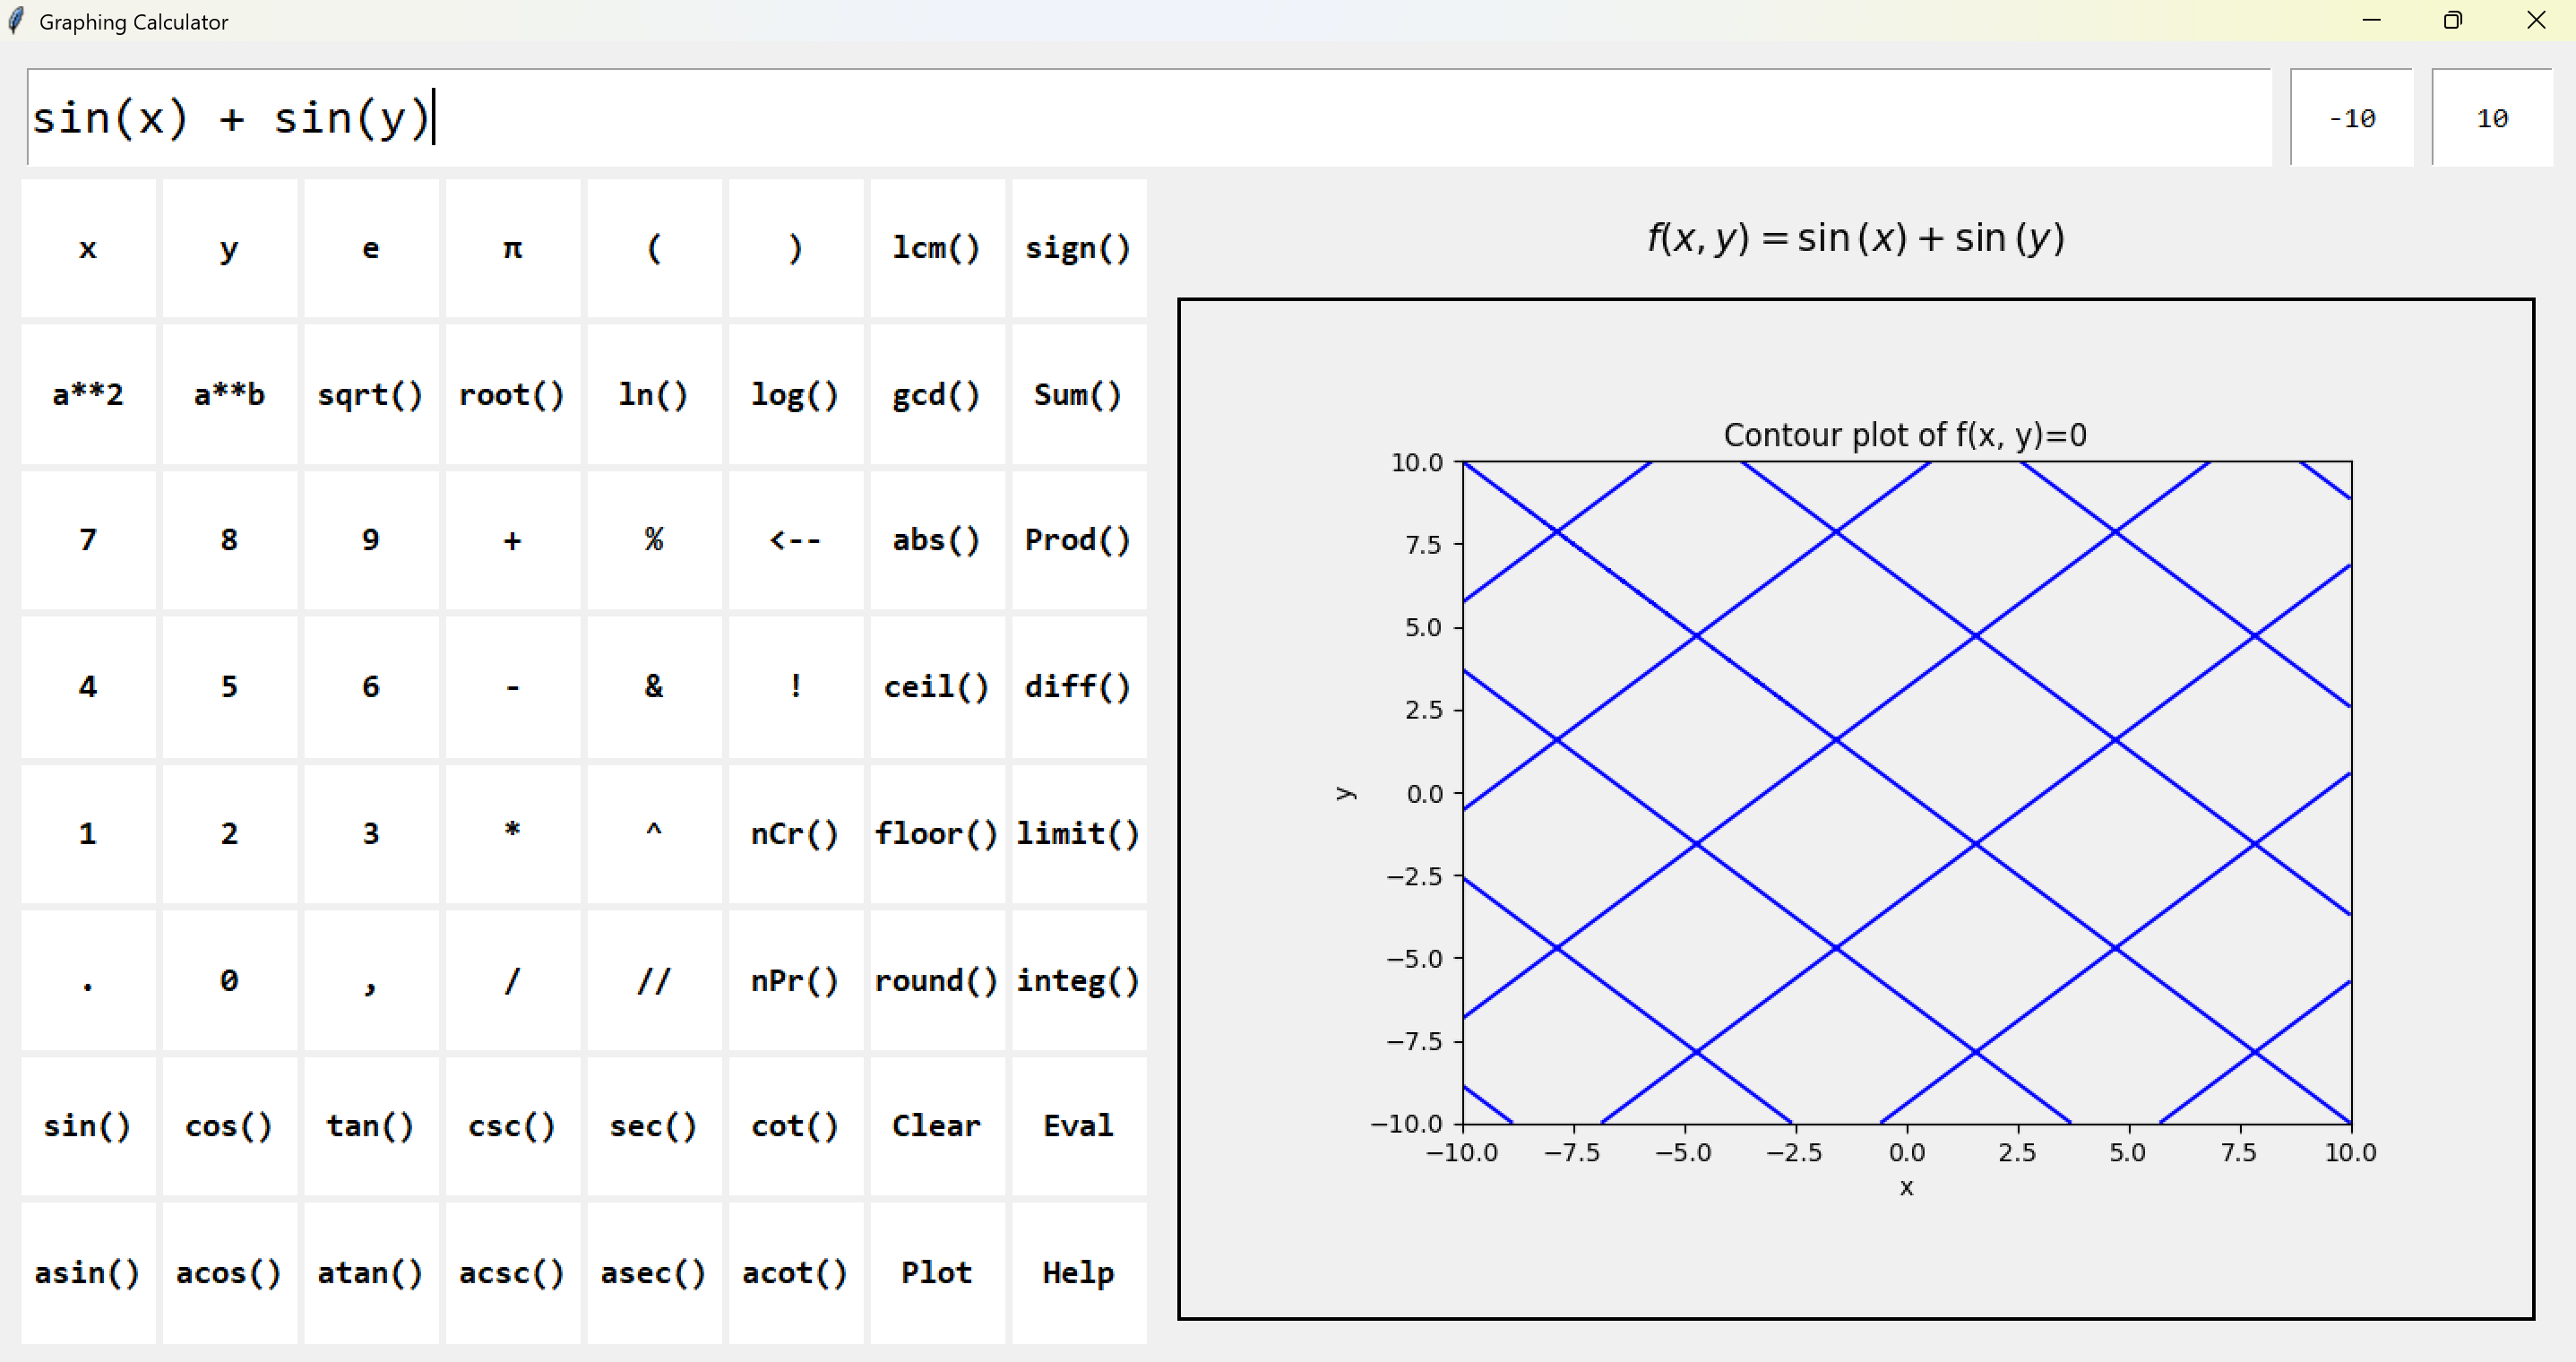 Graphing Calculator
sin(x) + sin(y)
-10
10
x y e π ( ) lcm() sign()
a**2 a**b sqrt() root() ln() log() gcd() Sum()
7 8 9 + % <-- abs() Prod()
4 5 6 - & ! ceil() diff()
1 2 3 * ^ nCr() floor() limit()
. 0 , / // nPr() round() integ()
sin() cos() tan() csc() sec() cot() Clear Eval
asin() acos() atan() acsc() asec() acot() Plot Help
f(x, y) = sin (x) + sin (y)
Contour plot of f(x, y)=0
10.0
7.5
5.0
2.5
0.0
−2.5
−5.0
−7.5
−10.0
y
−10.0 −7.5 −5.0 −2.5 0.0 2.5 5.0 7.5 10.0
x